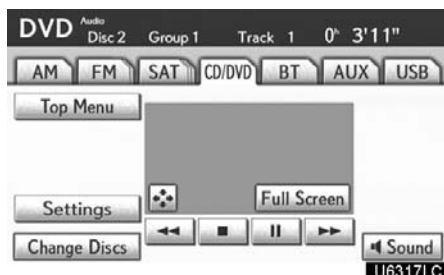 DVD Audio Disc 2 Group 1 Track 1 0h 3'11"
AM FM SAT CD/DVD BT AUX USB
Top Menu
Full Screen
Settings
Change Discs
Sound
U6317LC